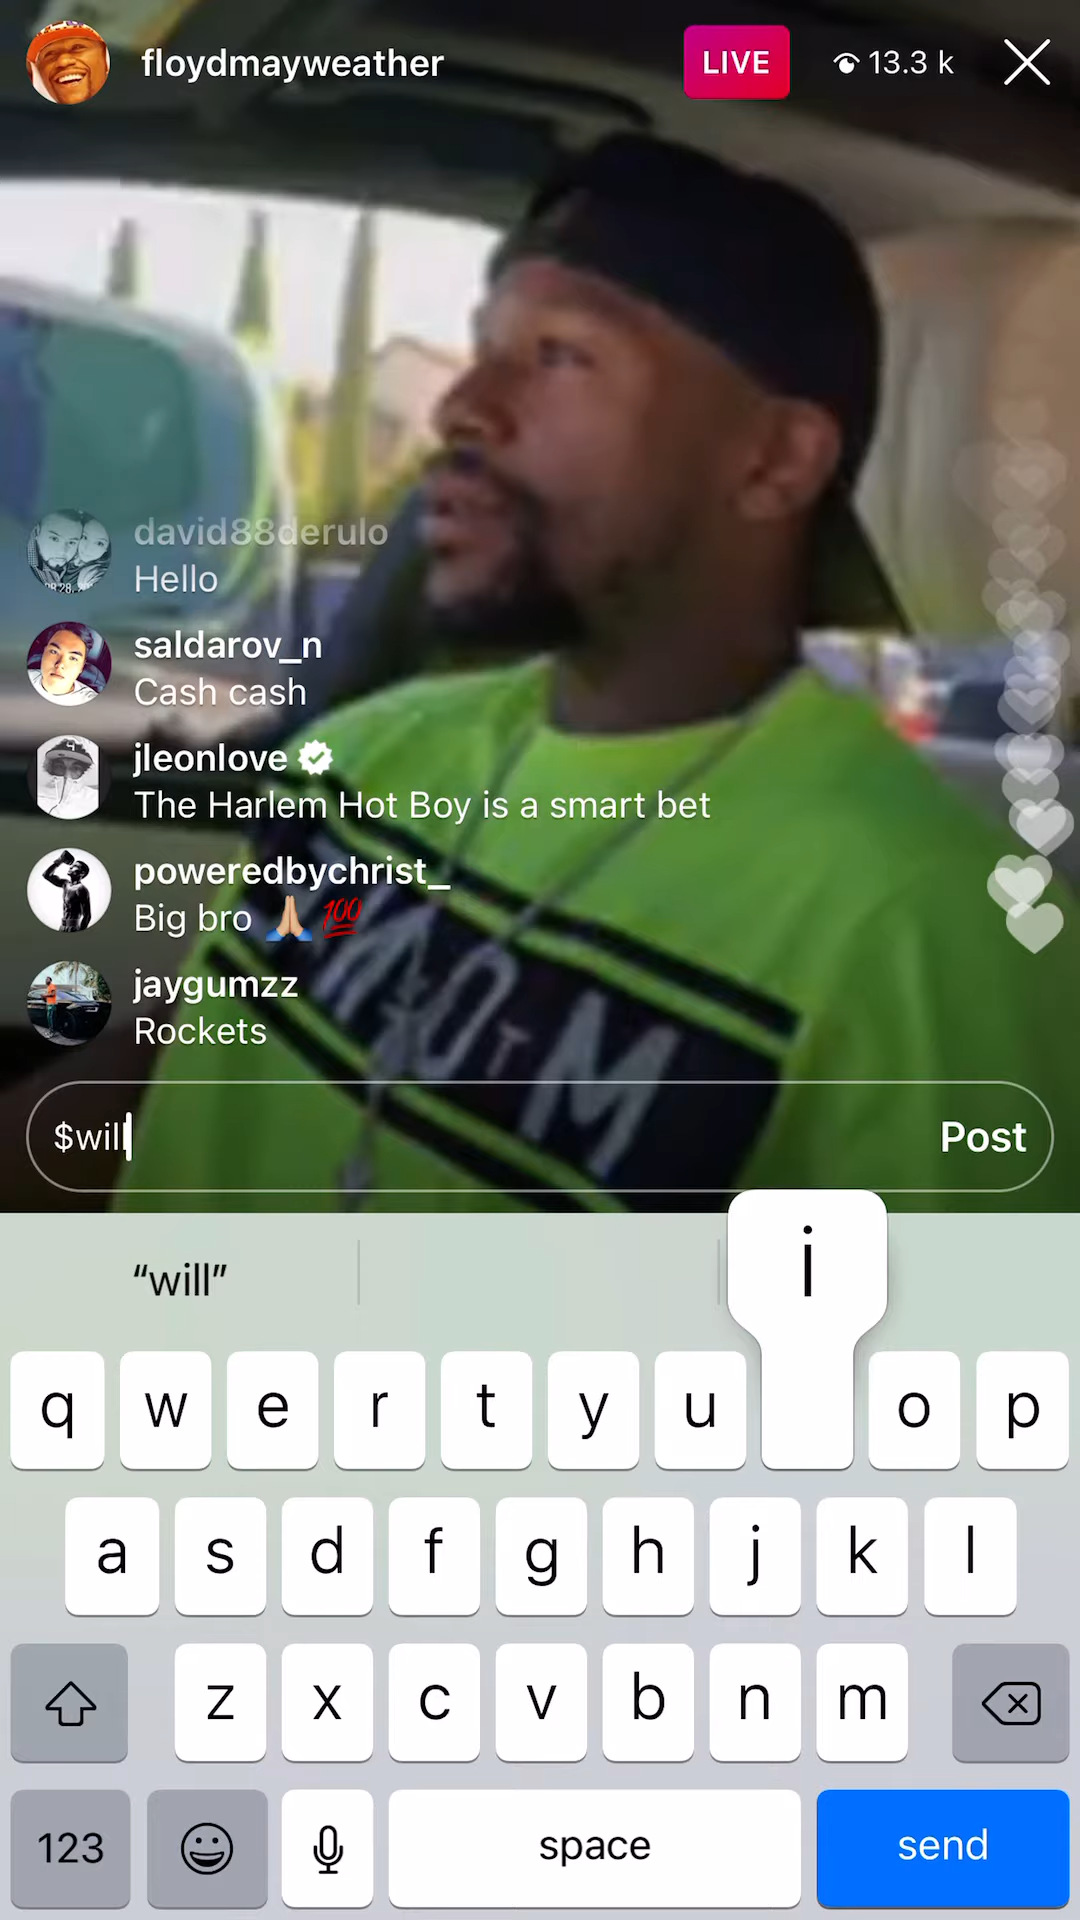 floydmayweather
LIVE
13.3 k
david88derulo
Hello
saldarov_n
Cash cash
jleonlove
The Harlem Hot Boy is a smart bet
poweredbychrist_
Big bro 🙏🏼 💯
jaygumzz
Rockets
$will
Post
“will”
i
q w e r t y u o p
a s d f g h j k l
z x c v b n m
123
space
send